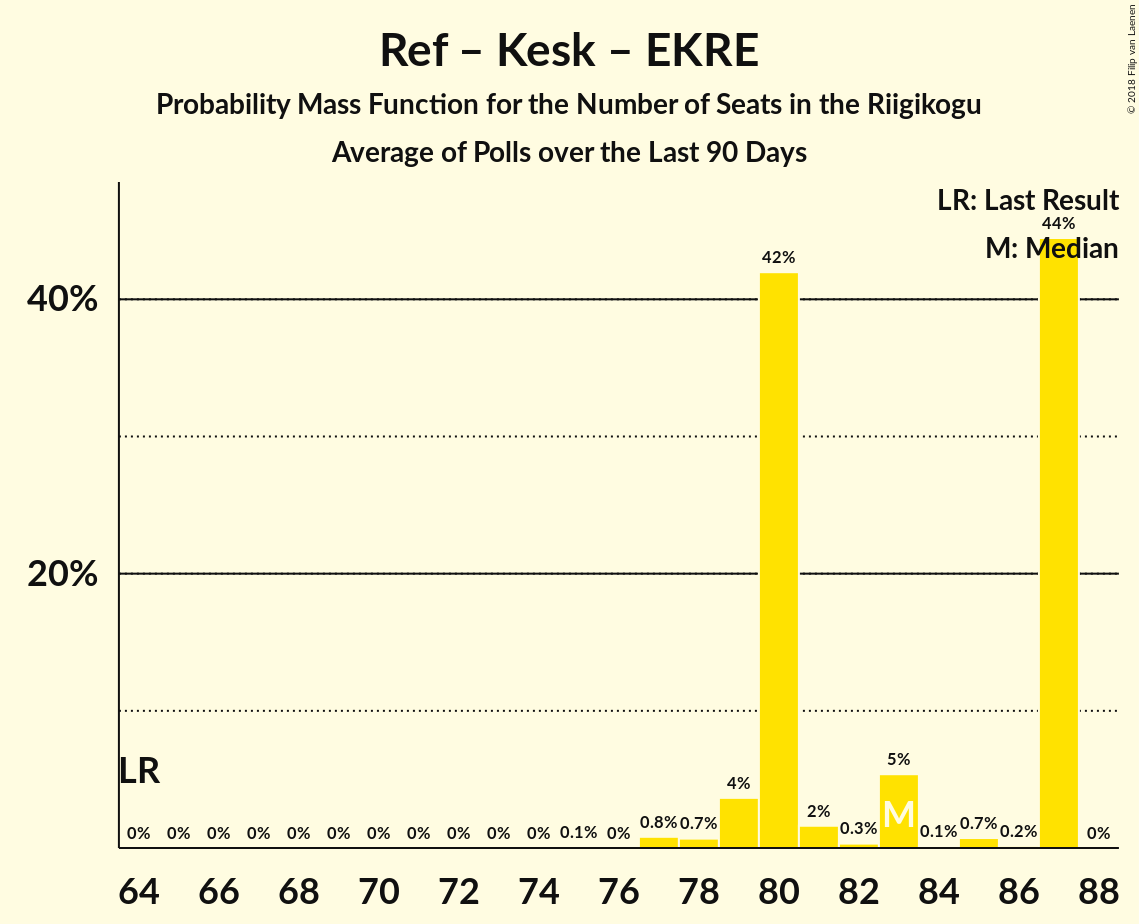 Ref – Kesk – EKRE
Probability Mass Function for the Number of Seats in the Riigikogu
Average of Polls over the Last 90 Days
© 2018 Filip van Laenen
LR: Last Result
M: Median
40%
20%
LR
0% 0% 0% 0% 0% 0% 0% 0% 0% 0% 0% 0.1% 0% 0.8% 0.7% 4% 42% 2% 0.3% 5% 0.1% 0.7% 0.2% 44% 0%
M
64 66 68 70 72 74 76 78 80 82 84 86 88